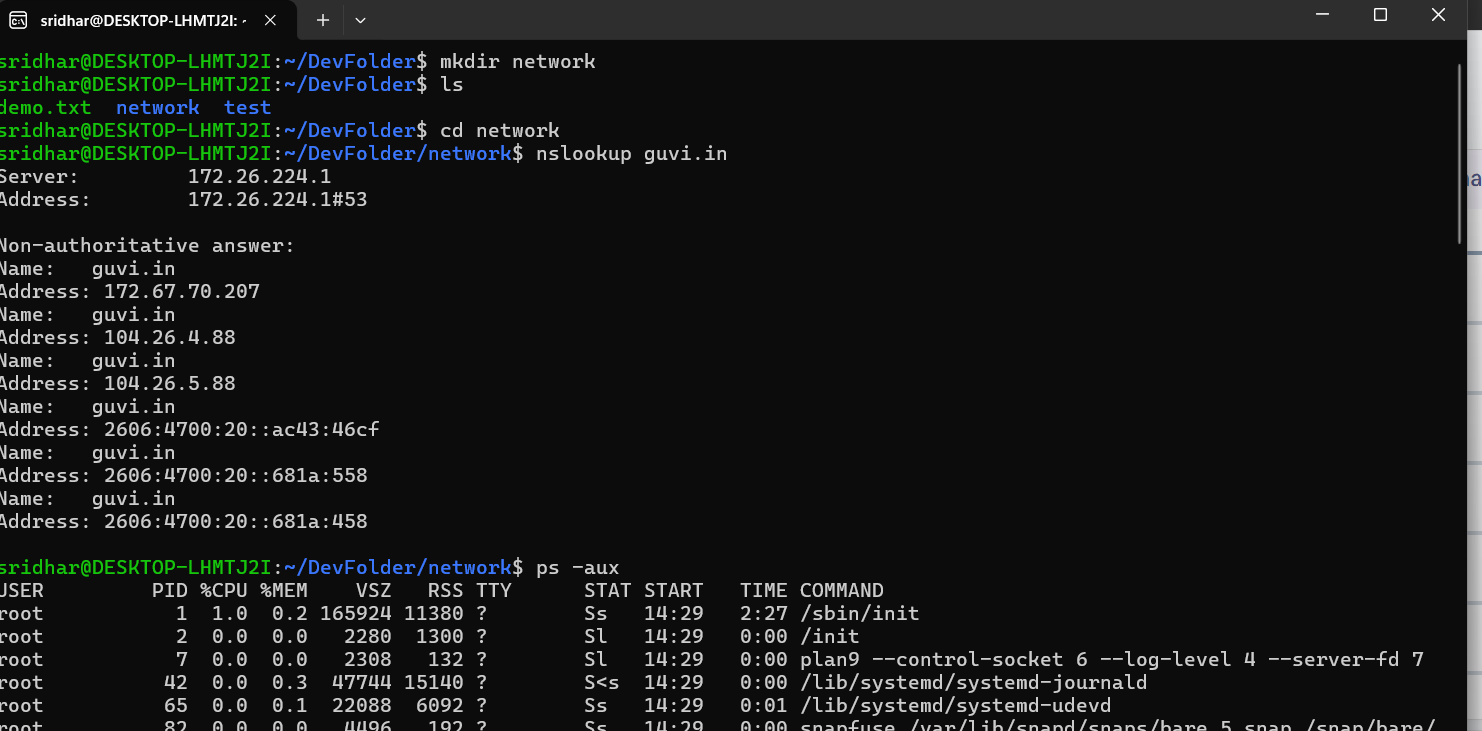 sridhar@DESKTOP-LHMTJ2I: ~
sridhar@DESKTOP-LHMTJ2I:~/DevFolder$ mkdir network
sridhar@DESKTOP-LHMTJ2I:~/DevFolder$ ls
demo.txt  network  test
sridhar@DESKTOP-LHMTJ2I:~/DevFolder$ cd network
sridhar@DESKTOP-LHMTJ2I:~/DevFolder/network$ nslookup guvi.in
Server:         172.26.224.1
Address:        172.26.224.1#53
Non-authoritative answer:
Name:   guvi.in
Address: 172.67.70.207
Name:   guvi.in
Address: 104.26.4.88
Name:   guvi.in
Address: 104.26.5.88
Name:   guvi.in
Address: 2606:4700:20::ac43:46cf
Name:   guvi.in
Address: 2606:4700:20::681a:558
Name:   guvi.in
Address: 2606:4700:20::681a:458
sridhar@DESKTOP-LHMTJ2I:~/DevFolder/network$ ps -aux
USER         PID %CPU %MEM    VSZ   RSS TTY      STAT START   TIME COMMAND
root           1  1.0  0.2 165924 11380 ?        Ss   14:29   2:27 /sbin/init
root           2  0.0  0.0   2280  1300 ?        Sl   14:29   0:00 /init
root           7  0.0  0.0   2308   132 ?        Sl   14:29   0:00 plan9 --control-socket 6 --log-level 4 --server-fd 7
root          42  0.0  0.3  47744 15140 ?        S<s  14:29   0:00 /lib/systemd/systemd-journald
root          65  0.0  0.1  22088  6092 ?        Ss   14:29   0:01 /lib/systemd/systemd-udevd
root          82  0.0  0.0   4496   192 ?        Ss   14:29   0:00 snapfuse /var/lib/snapd/snaps/bare_5.snap /snap/bare/